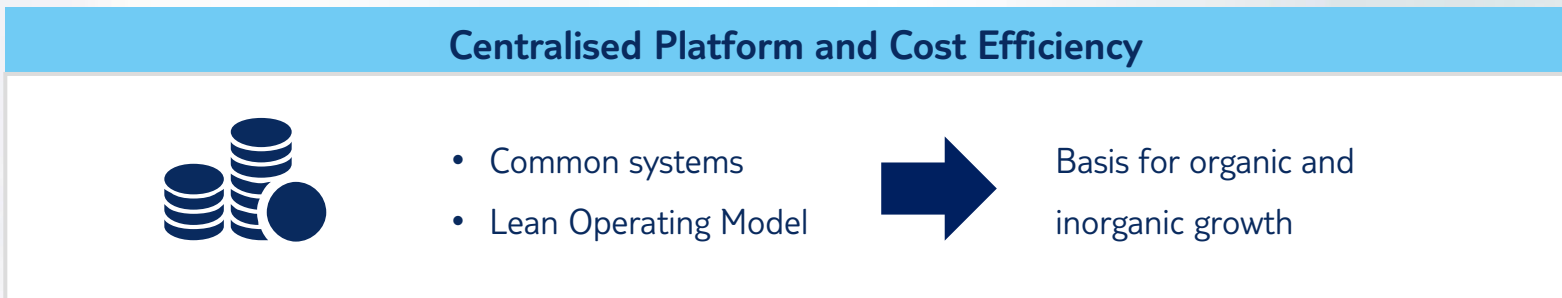 Centralised Platform and Cost Efficiency
• Common systems
• Lean Operating Model
Basis for organic and
inorganic growth